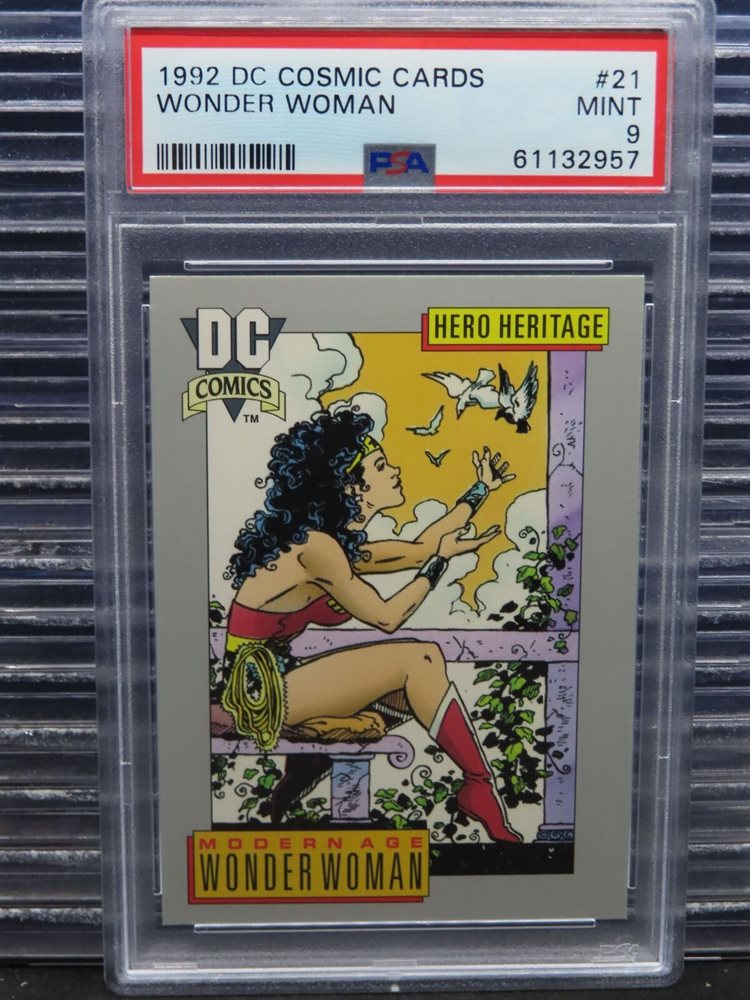 1992 DC COSMIC CARDS #21
WONDER WOMAN MINT
9
PSA 61132957
DC
COMICS
TM
HERO HERITAGE
MODERN AGE
WONDER WOMAN
PSA